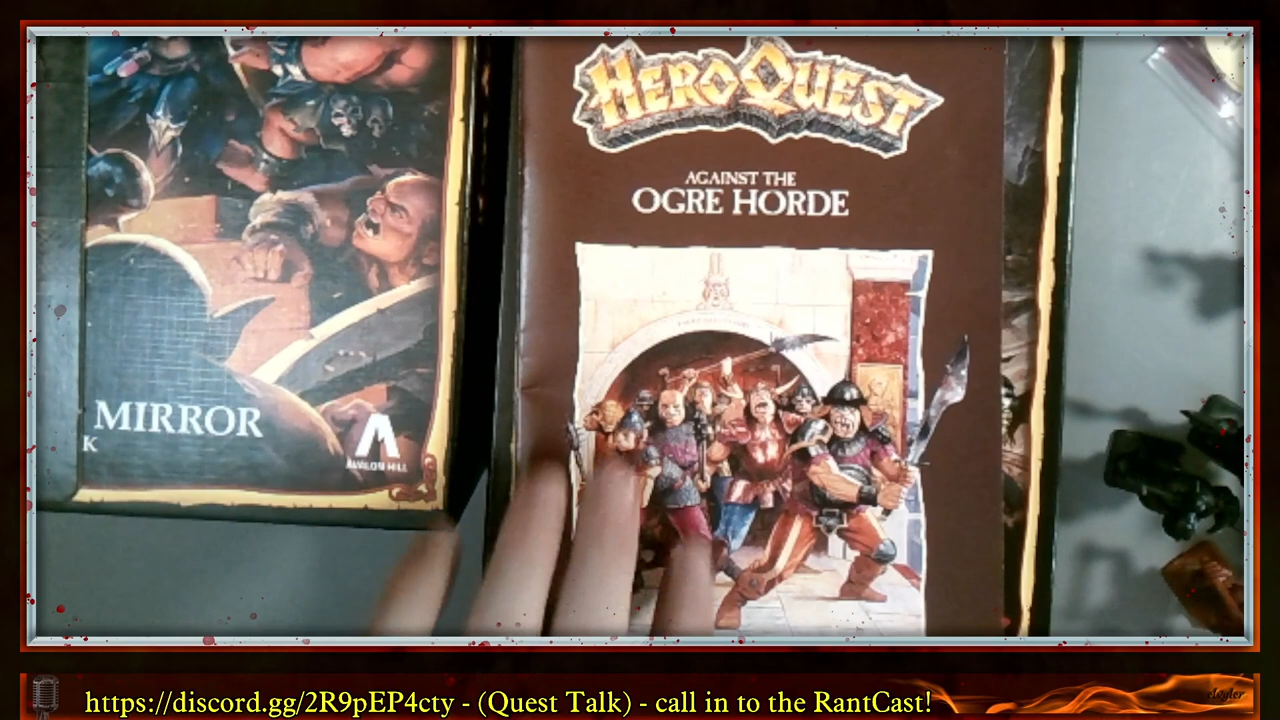 HEROQUEST
AGAINST THE
OGRE HORDE
MIRROR
K
AVALON HILL
https://discord.gg/2R9pEP4cty - (Quest Talk) - call in to the RantCast!